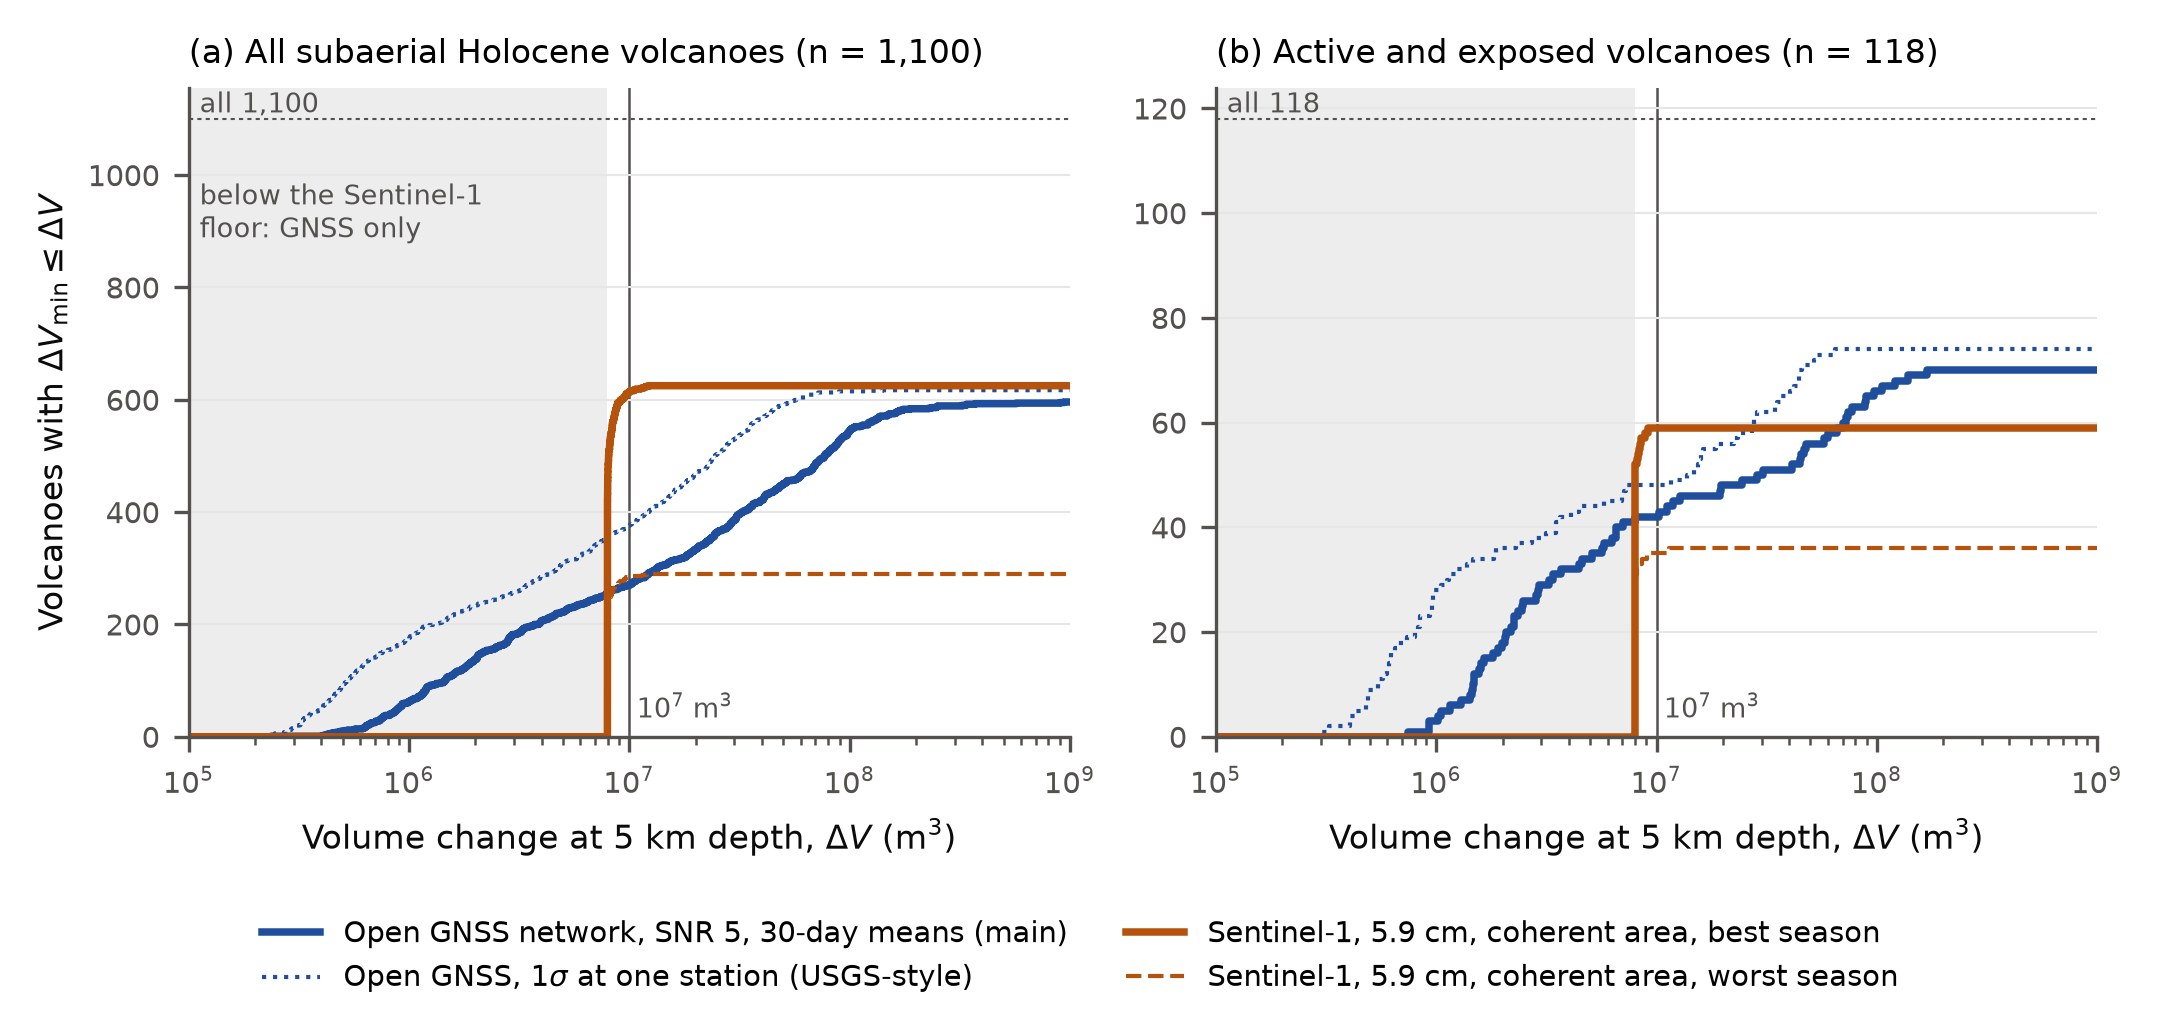 (a) All subaerial Holocene volcanoes (n = 1,100)
all 1,100
below the Sentinel-1
floor: GNSS only
Volcanoes with ΔVmin ≤ ΔV
1000
800
600
400
200
0
10⁷ m³
10⁵
10⁶
10⁷
10⁸
10⁹
Volume change at 5 km depth, ΔV (m³)
(b) Active and exposed volcanoes (n = 118)
all 118
120
100
80
60
40
20
0
10⁷ m³
10⁵
10⁶
10⁷
10⁸
10⁹
Volume change at 5 km depth, ΔV (m³)
Open GNSS network, SNR 5, 30-day means (main)
Open GNSS, 1σ at one station (USGS-style)
Sentinel-1, 5.9 cm, coherent area, best season
Sentinel-1, 5.9 cm, coherent area, worst season